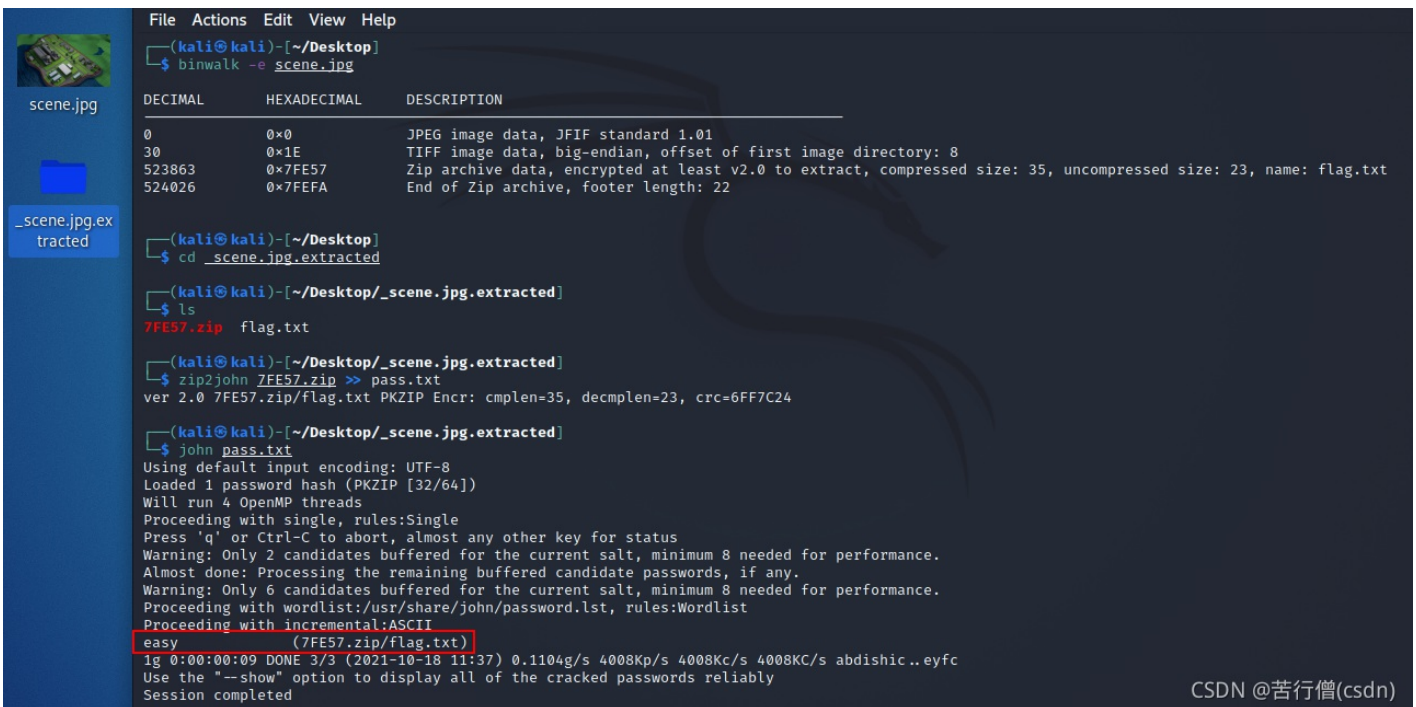 File Actions Edit View Help
scene.jpg
_scene.jpg.ex
tracted
┌──(kali㉿kali)-[~/Desktop]
└─$ binwalk -e scene.jpg
DECIMAL HEXADECIMAL DESCRIPTION
0 0×0 JPEG image data, JFIF standard 1.01
30 0×1E TIFF image data, big-endian, offset of first image directory: 8
523863 0×7FE57 Zip archive data, encrypted at least v2.0 to extract, compressed size: 35, uncompressed size: 23, name: flag.txt
524026 0×7FEFA End of Zip archive, footer length: 22
┌──(kali㉿kali)-[~/Desktop]
└─$ cd _scene.jpg.extracted
┌──(kali㉿kali)-[~/Desktop/_scene.jpg.extracted]
└─$ ls
7FE57.zip flag.txt
┌──(kali㉿kali)-[~/Desktop/_scene.jpg.extracted]
└─$ zip2john 7FE57.zip >> pass.txt
ver 2.0 7FE57.zip/flag.txt PKZIP Encr: cmplen=35, decmplen=23, crc=6FF7C24
┌──(kali㉿kali)-[~/Desktop/_scene.jpg.extracted]
└─$ john pass.txt
Using default input encoding: UTF-8
Loaded 1 password hash (PKZIP [32/64])
Will run 4 OpenMP threads
Proceeding with single, rules:Single
Press 'q' or Ctrl-C to abort, almost any other key for status
Warning: Only 2 candidates buffered for the current salt, minimum 8 needed for performance.
Almost done: Processing the remaining buffered candidate passwords, if any.
Warning: Only 6 candidates buffered for the current salt, minimum 8 needed for performance.
Proceeding with wordlist:/usr/share/john/password.lst, rules:Wordlist
Proceeding with incremental:ASCII
easy (7FE57.zip/flag.txt)
1g 0:00:00:09 DONE 3/3 (2021-10-18 11:37) 0.1104g/s 4008Kp/s 4008Kc/s 4008KC/s abdishic..eyfc
Use the "--show" option to display all of the cracked passwords reliably
Session completed
CSDN @苦行僧(csdn)